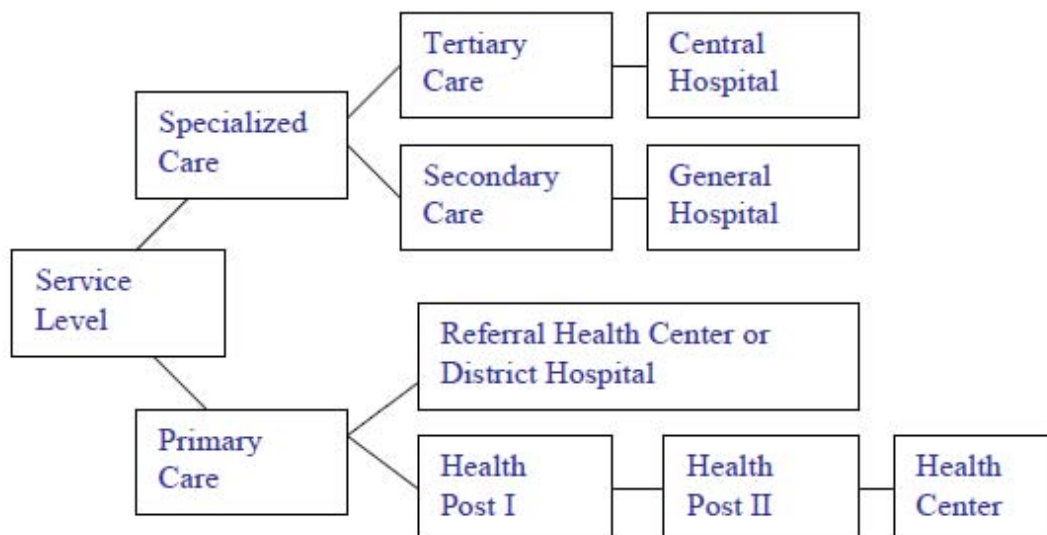 Tertiary
Care
Central
Hospital
Specialized
Care
Secondary
Care
General
Hospital
Service
Level
Referral Health Center or
District Hospital
Primary
Care
Health
Post I
Health
Post II
Health
Center